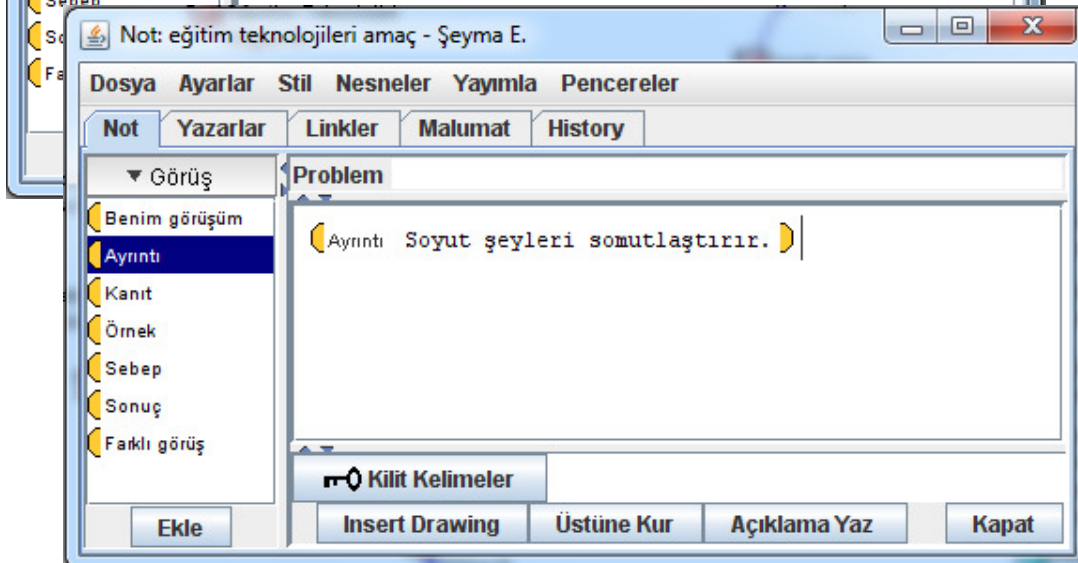 Sebep
Not: eğitim teknolojileri amaç - Şeyma E.
Dosya Ayarlar Stil Nesneler Yayımla Pencereler
Not Yazarlar Linkler Malumat History
▼ Görüş
Problem
Benim görüşüm
Ayrıntı
Kanıt
Örnek
Sebep
Sonuç
Farklı görüş
Ayrıntı Soyut şeyleri somutlaştırır.
Kilit Kelimeler
Ekle
Insert Drawing Üstüne Kur Açıklama Yaz Kapat